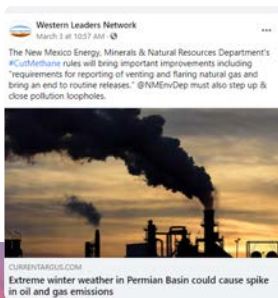 Western Leaders Network
March 3 at 10:57 AM ·
The New Mexico Energy, Minerals & Natural Resources Department's
#CutMethane rules will bring important improvements including
"requirements for reporting of venting and flaring natural gas and
bring an end to routine releases." @NMEnvDep must also step up &
close pollution loopholes.
CURRENTARGUS.COM
Extreme winter weather in Permian Basin could cause spike
in oil and gas emissions